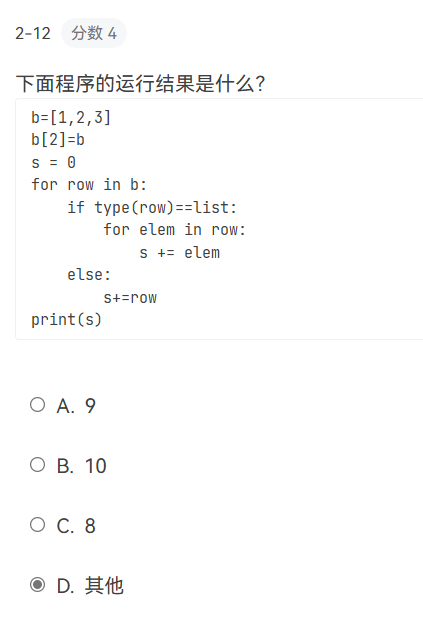 2-12 分数 4
下面程序的运行结果是什么?
b=[1,2,3]
b[2]=b
s = 0
for row in b:
    if type(row)==list:
        for elem in row:
            s += elem
    else:
        s+=row
print(s)
A. 9
B. 10
C. 8
D. 其他